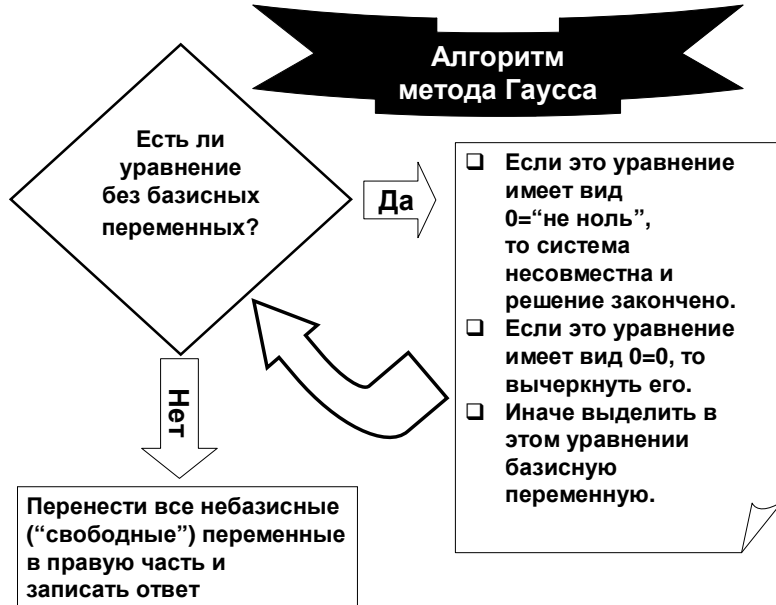 Алгоритм
метода Гаусса
Есть ли
уравнение
без базисных
переменных?
Да
Если это уравнение
имеет вид
0=“не ноль”,
то система
несовместна и
решение закончено.
Если это уравнение
имеет вид 0=0, то
вычеркнуть его.
Иначе выделить в
этом уравнении
базисную
переменную.
Нет
Перенести все небазисные
(“свободные”) переменные
в правую часть и
записать ответ